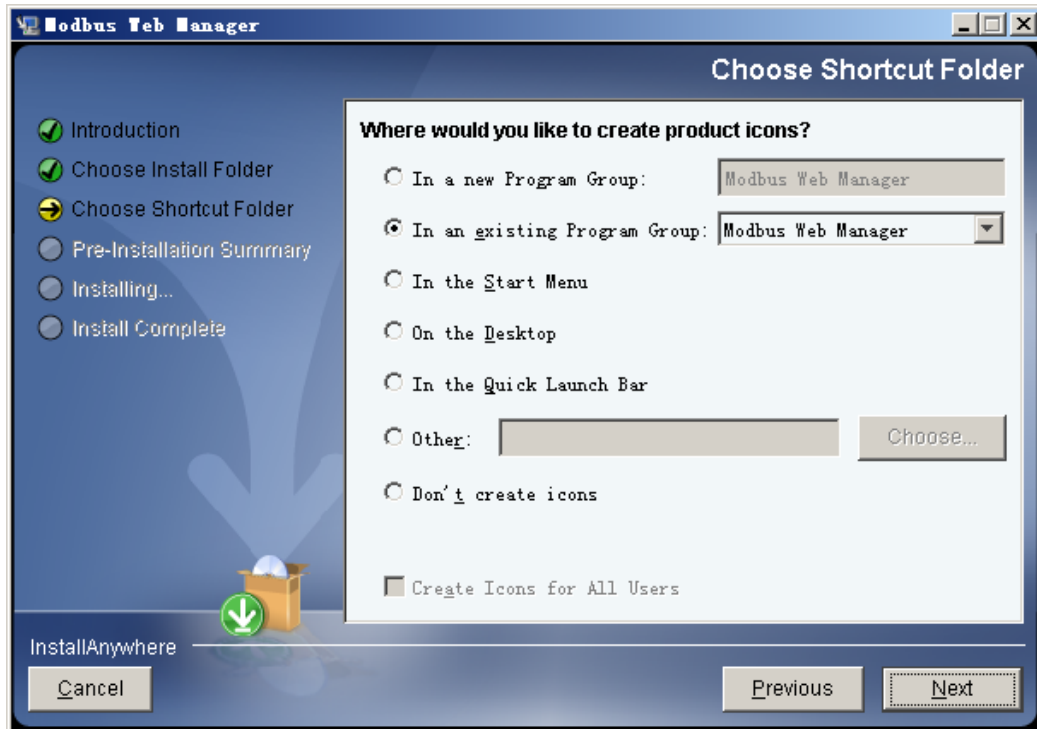 Modbus Web Manager
Choose Shortcut Folder
Introduction
Choose Install Folder
Choose Shortcut Folder
Pre-Installation Summary
Installing...
Install Complete
Where would you like to create product icons?
In a new Program Group: Modbus Web Manager
In an existing Program Group: Modbus Web Manager
In the Start Menu
On the Desktop
In the Quick Launch Bar
Other: Choose...
Don't create icons
Create Icons for All Users
InstallAnywhere
Cancel Previous Next